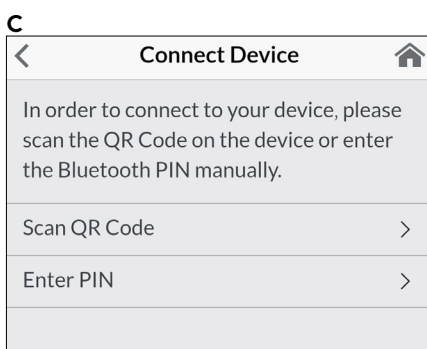 C
Connect Device
In order to connect to your device, please
scan the QR Code on the device or enter
the Bluetooth PIN manually.
Scan QR Code
Enter PIN